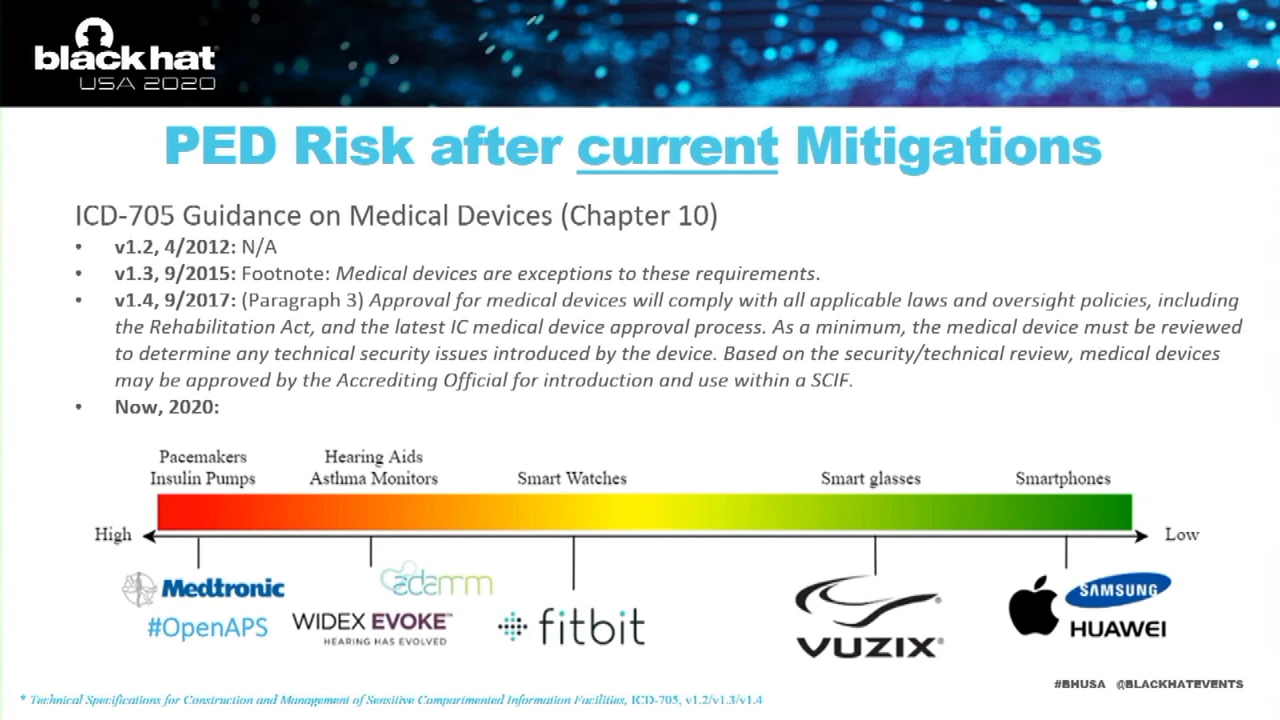 black hat
USA 2020
PED Risk after current Mitigations
ICD-705 Guidance on Medical Devices (Chapter 10)
• v1.2, 4/2012: N/A
• v1.3, 9/2015: Footnote: Medical devices are exceptions to these requirements.
• v1.4, 9/2017: (Paragraph 3) Approval for medical devices will comply with all applicable laws and oversight policies, including
the Rehabilitation Act, and the latest IC medical device approval process. As a minimum, the medical device must be reviewed
to determine any technical security issues introduced by the device. Based on the security/technical review, medical devices
may be approved by the Accrediting Official for introduction and use within a SCIF.
• Now, 2020:
Pacemakers
Insulin Pumps
Hearing Aids
Asthma Monitors
Smart Watches
Smart glasses
Smartphones
High
Low
Medtronic
#OpenAPS
adamm
WIDEX EVOKE™
HEARING HAS EVOLVED
fitbit
VUZIX®
SAMSUNG
HUAWEI
#BHUSA @BLACKHATEVENTS
* Technical Specifications for Construction and Management of Sensitive Compartmented Information Facilities, ICD-705, v1.2/v1.3/v1.4